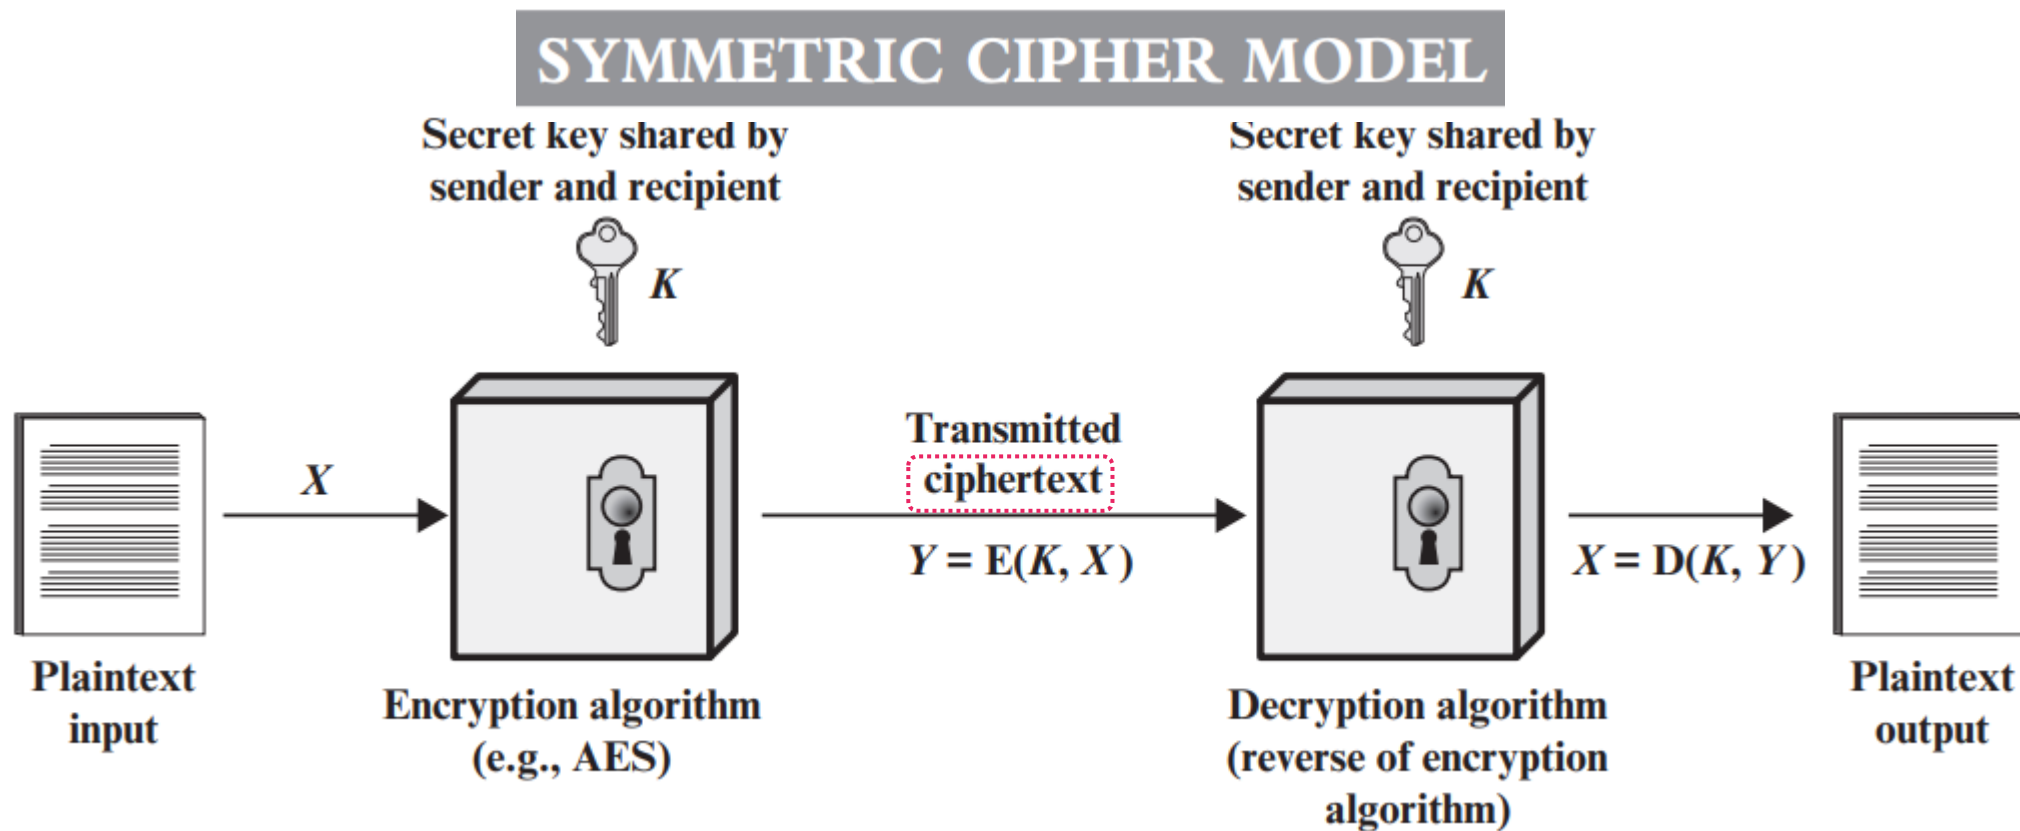 SYMMETRIC CIPHER MODEL
Secret key shared by
sender and recipient
K
Secret key shared by
sender and recipient
K
X
Transmitted
ciphertext
Y = E(K, X)
X = D(K, Y)
Plaintext
input
Encryption algorithm
(e.g., AES)
Decryption algorithm
(reverse of encryption
algorithm)
Plaintext
output